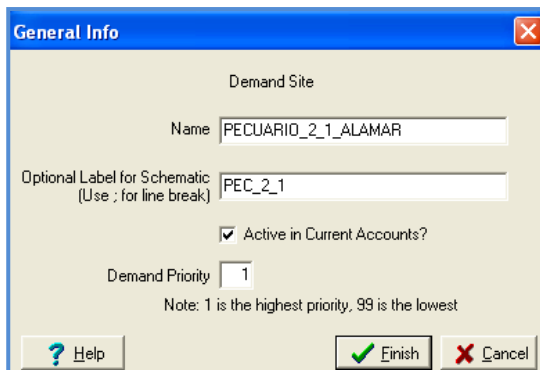 General Info
Demand Site
Name PECUARIO_2_1_ALAMAR
Optional Label for Schematic
(Use ; for line break) PEC_2_1
Active in Current Accounts?
Demand Priority 1
Note: 1 is the highest priority, 99 is the lowest
? Help Finish Cancel